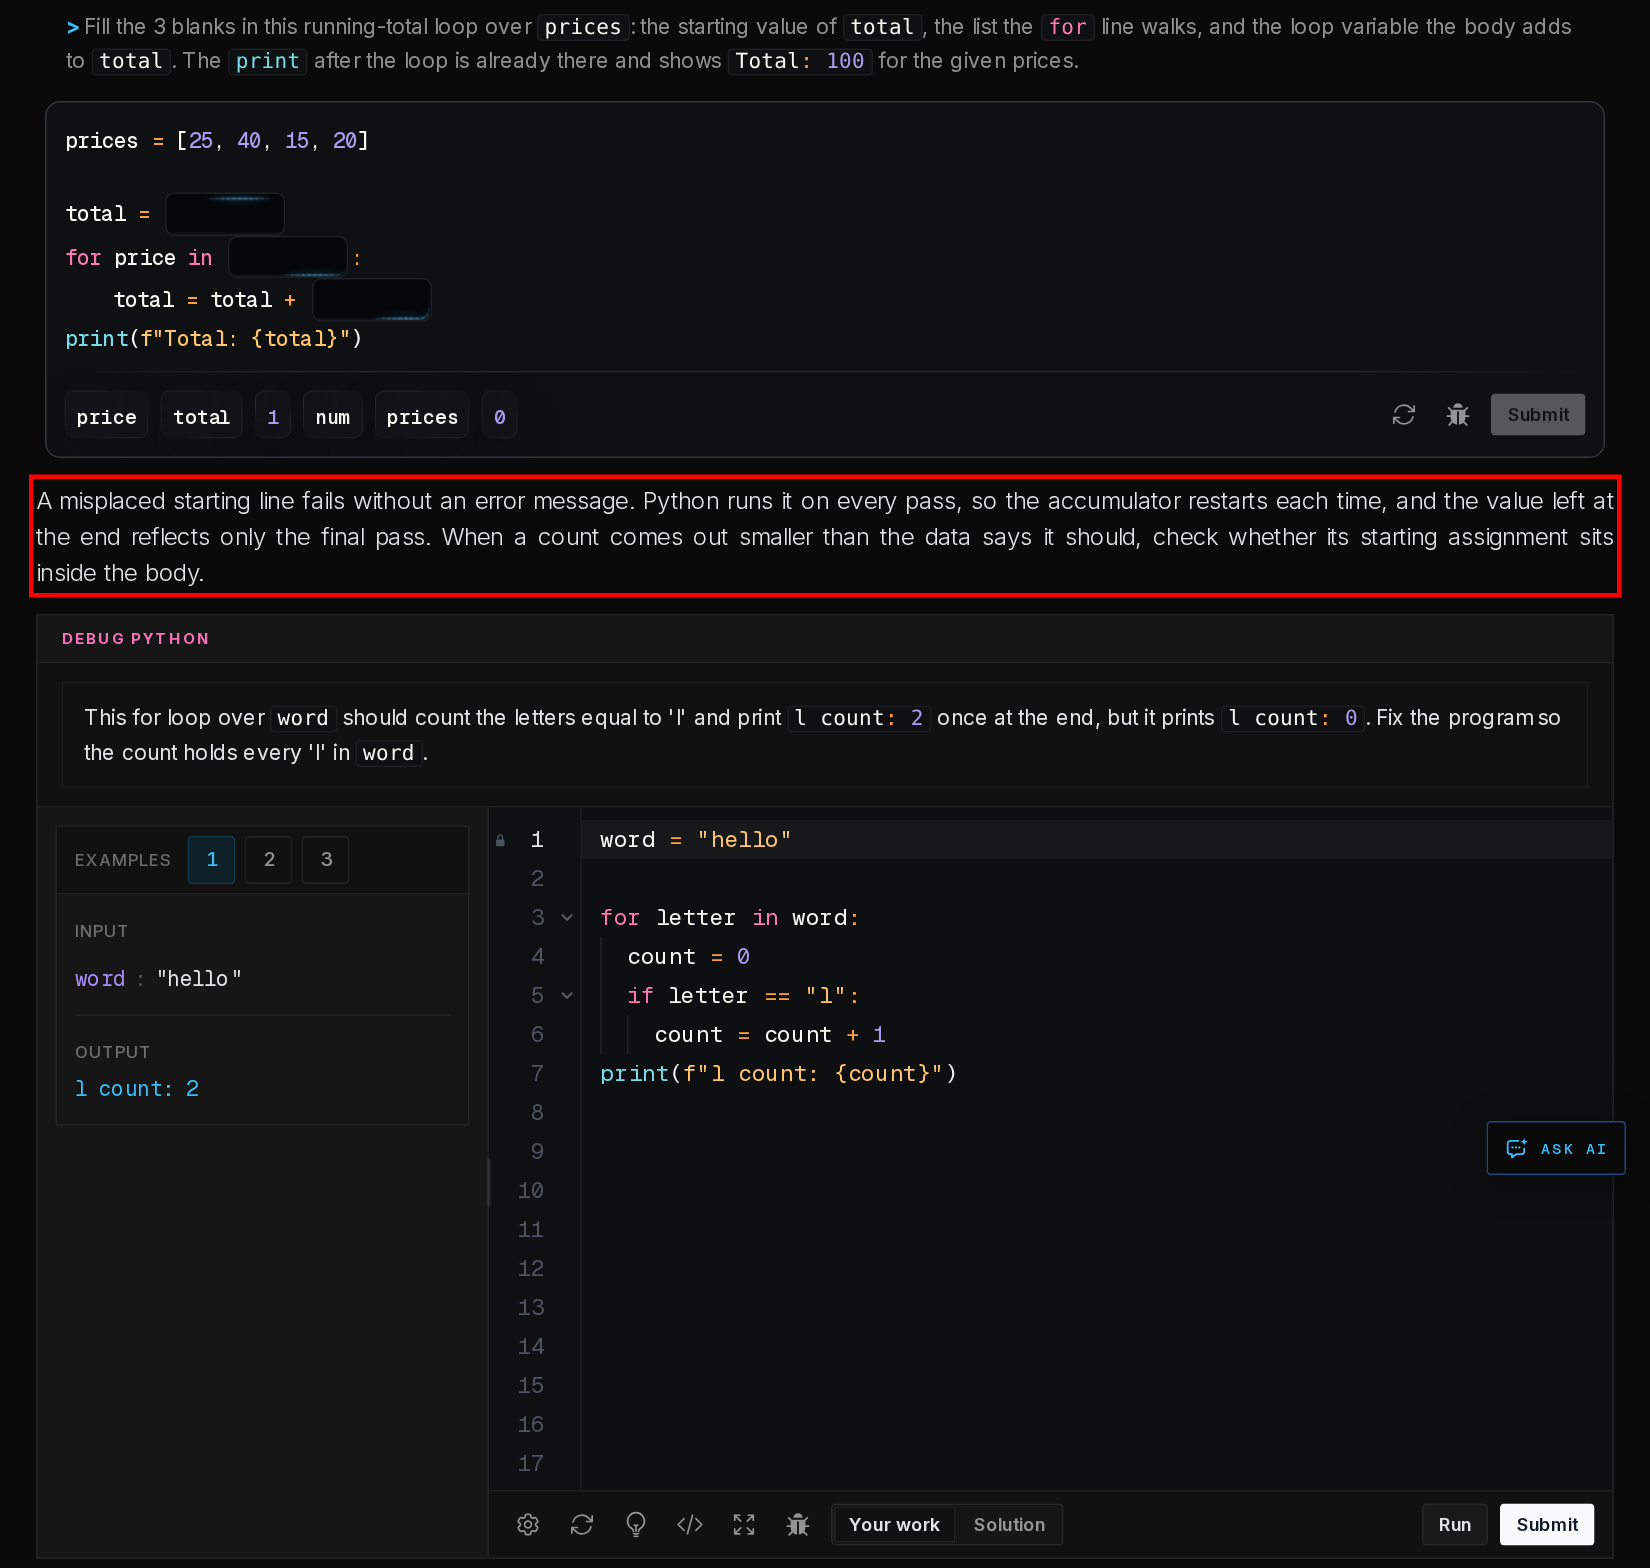 > Fill the 3 blanks in this running-total loop over prices: the starting value of total, the list the for line walks, and the loop variable the body adds
to total. The print after the loop is already there and shows Total: 100 for the given prices.
prices = [25, 40, 15, 20]
total =
for price in :
total = total +
print(f"Total: {total}")
price total 1 num prices 0 Submit
A misplaced starting line fails without an error message. Python runs it on every pass, so the accumulator restarts each time, and the value left at
the end reflects only the final pass. When a count comes out smaller than the data says it should, check whether its starting assignment sits
inside the body.
DEBUG PYTHON
This for loop over word should count the letters equal to 'l' and print l count: 2 once at the end, but it prints l count: 0. Fix the program so
the count holds every 'l' in word.
EXAMPLES 1 2 3
INPUT
word : "hello"
OUTPUT
l count: 2
1 word = "hello"
2
3 for letter in word:
4 count = 0
5 if letter == "l":
6 count = count + 1
7 print(f"l count: {count}")
8
9
10
11
12
13
14
15
16
17
ASK AI
Your work Solution Run Submit